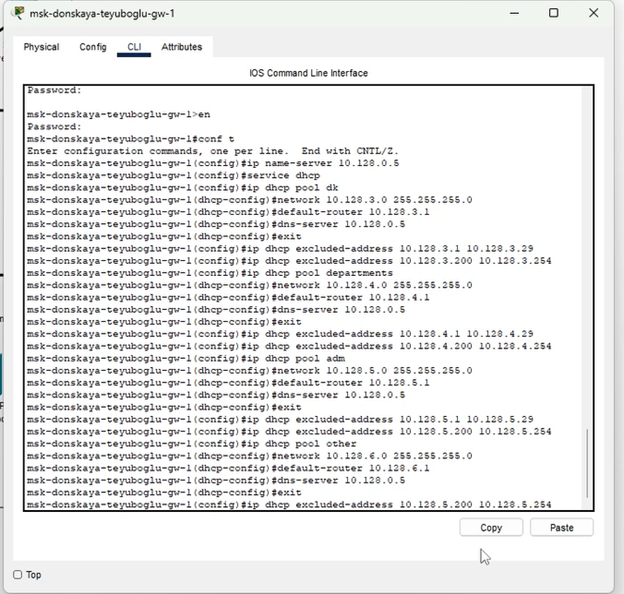 msk-donskaya-teyuboglu-gw-1
Physical Config CLI Attributes
IOS Command Line Interface
Password:
msk-donskaya-teyuboglu-gw-1>en
Password:
msk-donskaya-teyuboglu-gw-1#conf t
Enter configuration commands, one per line. End with CNTL/Z.
msk-donskaya-teyuboglu-gw-1(config)#ip name-server 10.128.0.5
msk-donskaya-teyuboglu-gw-1(config)#service dhcp
msk-donskaya-teyuboglu-gw-1(config)#ip dhcp pool dk
msk-donskaya-teyuboglu-gw-1(dhcp-config)#network 10.128.3.0 255.255.255.0
msk-donskaya-teyuboglu-gw-1(dhcp-config)#default-router 10.128.3.1
msk-donskaya-teyuboglu-gw-1(dhcp-config)#dns-server 10.128.0.5
msk-donskaya-teyuboglu-gw-1(dhcp-config)#exit
msk-donskaya-teyuboglu-gw-1(config)#ip dhcp excluded-address 10.128.3.1 10.128.3.29
msk-donskaya-teyuboglu-gw-1(config)#ip dhcp excluded-address 10.128.3.200 10.128.3.254
msk-donskaya-teyuboglu-gw-1(config)#ip dhcp pool departments
msk-donskaya-teyuboglu-gw-1(dhcp-config)#network 10.128.4.0 255.255.255.0
msk-donskaya-teyuboglu-gw-1(dhcp-config)#default-router 10.128.4.1
msk-donskaya-teyuboglu-gw-1(dhcp-config)#dns-server 10.128.0.5
msk-donskaya-teyuboglu-gw-1(dhcp-config)#exit
msk-donskaya-teyuboglu-gw-1(config)#ip dhcp excluded-address 10.128.4.1 10.128.4.29
msk-donskaya-teyuboglu-gw-1(config)#ip dhcp excluded-address 10.128.4.200 10.128.4.254
msk-donskaya-teyuboglu-gw-1(config)#ip dhcp pool adm
msk-donskaya-teyuboglu-gw-1(dhcp-config)#network 10.128.5.0 255.255.255.0
msk-donskaya-teyuboglu-gw-1(dhcp-config)#default-router 10.128.5.1
msk-donskaya-teyuboglu-gw-1(dhcp-config)#dns-server 10.128.0.5
msk-donskaya-teyuboglu-gw-1(dhcp-config)#exit
msk-donskaya-teyuboglu-gw-1(config)#ip dhcp excluded-address 10.128.5.1 10.128.5.29
msk-donskaya-teyuboglu-gw-1(config)#ip dhcp excluded-address 10.128.5.200 10.128.5.254
msk-donskaya-teyuboglu-gw-1(config)#ip dhcp pool other
msk-donskaya-teyuboglu-gw-1(dhcp-config)#network 10.128.6.0 255.255.255.0
msk-donskaya-teyuboglu-gw-1(dhcp-config)#default-router 10.128.6.1
msk-donskaya-teyuboglu-gw-1(dhcp-config)#dns-server 10.128.0.5
msk-donskaya-teyuboglu-gw-1(dhcp-config)#exit
msk-donskaya-teyuboglu-gw-1(config)#ip dhcp excluded-address 10.128.5.200 10.128.5.254
Copy Paste
Top